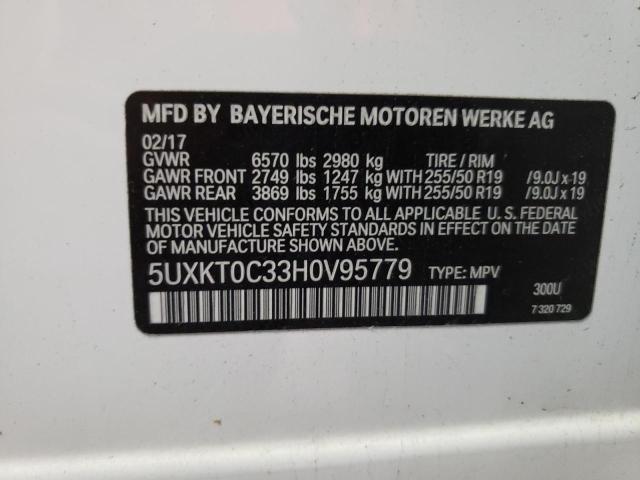 MFD BY BAYERISCHE MOTOREN WERKE AG
02/17
GVWR 6570 lbs 2980 kg TIRE / RIM
GAWR FRONT 2749 lbs 1247 kg WITH 255/50 R19 /9.0J x 19
GAWR REAR 3869 lbs 1755 kg WITH 255/50 R19 /9.0J x 19
THIS VEHICLE CONFORMS TO ALL APPLICABLE U. S. FEDERAL
MOTOR VEHICLE SAFETY STANDARDS IN EFFECT ON THE DATE
OF MANUFACTURE SHOWN ABOVE.
5UXKT0C33H0V95779 TYPE: MPV
300U
7 320 729